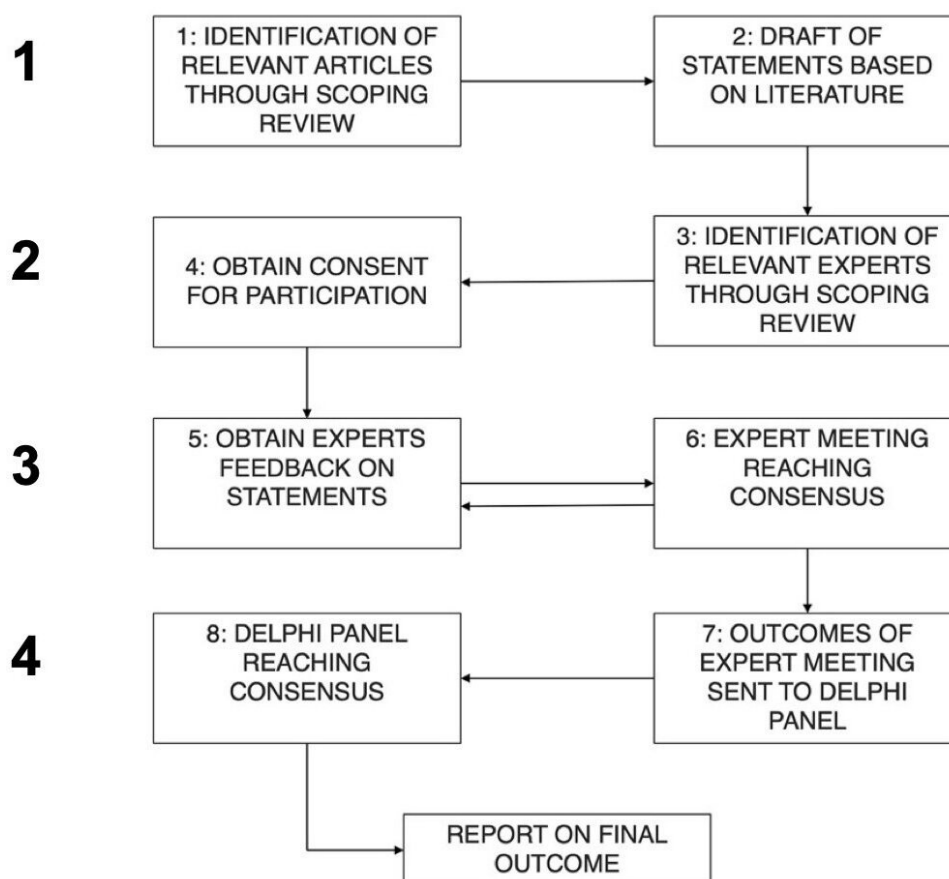 1
1: IDENTIFICATION OF
RELEVANT ARTICLES
THROUGH SCOPING
REVIEW
2: DRAFT OF
STATEMENTS BASED
ON LITERATURE
2
4: OBTAIN CONSENT
FOR PARTICIPATION
3: IDENTIFICATION OF
RELEVANT EXPERTS
THROUGH SCOPING
REVIEW
3
5: OBTAIN EXPERTS
FEEDBACK ON
STATEMENTS
6: EXPERT MEETING
REACHING
CONSENSUS
4
8: DELPHI PANEL
REACHING
CONSENSUS
7: OUTCOMES OF
EXPERT MEETING
SENT TO DELPHI
PANEL
REPORT ON FINAL
OUTCOME